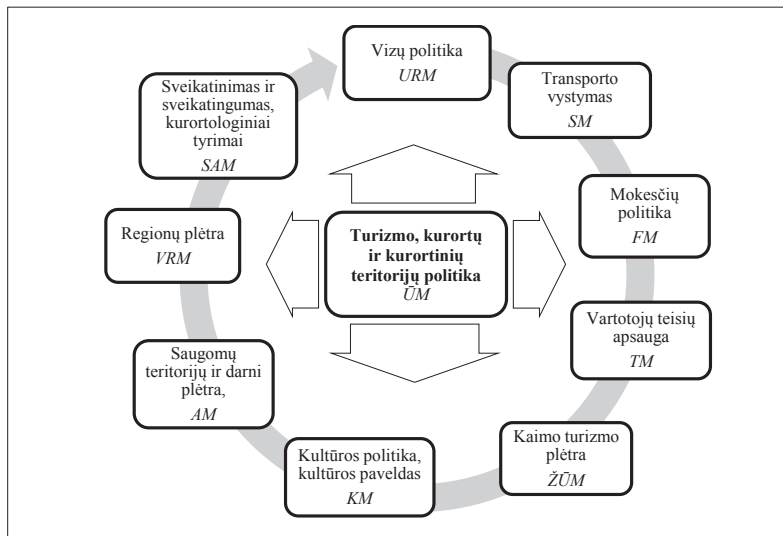 Vizų politika
URM
Transporto
vystymas
SM
Mokesčių
politika
FM
Vartotojų teisių
apsauga
TM
Kaimo turizmo
plėtra
ŽŪM
Kultūros politika,
kultūros paveldas
KM
Saugomų
teritorijų ir darni
plėtra,
AM
Regionų plėtra
VRM
Sveikatinimas ir
sveikatingumas,
kurortologiniai
tyrimai
SAM
Turizmo, kurortų
ir kurortinių
teritorijų politika
ŪM